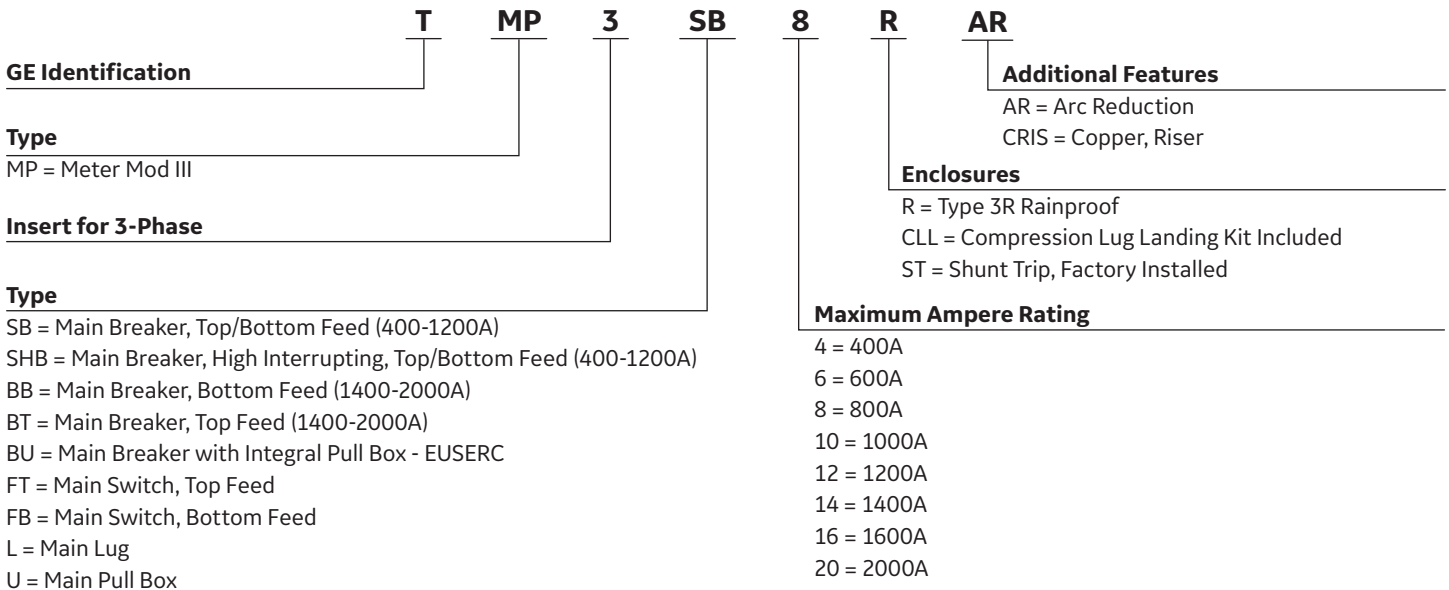 T MP 3 SB 8 R AR
GE Identification
Type
MP = Meter Mod III
Insert for 3-Phase
Type
SB = Main Breaker, Top/Bottom Feed (400-1200A)
SHB = Main Breaker, High Interrupting, Top/Bottom Feed (400-1200A)
BB = Main Breaker, Bottom Feed (1400-2000A)
BT = Main Breaker, Top Feed (1400-2000A)
BU = Main Breaker with Integral Pull Box - EUSERC
FT = Main Switch, Top Feed
FB = Main Switch, Bottom Feed
L = Main Lug
U = Main Pull Box
Additional Features
AR = Arc Reduction
CRIS = Copper, Riser
Enclosures
R = Type 3R Rainproof
CLL = Compression Lug Landing Kit Included
ST = Shunt Trip, Factory Installed
Maximum Ampere Rating
4 = 400A
6 = 600A
8 = 800A
10 = 1000A
12 = 1200A
14 = 1400A
16 = 1600A
20 = 2000A